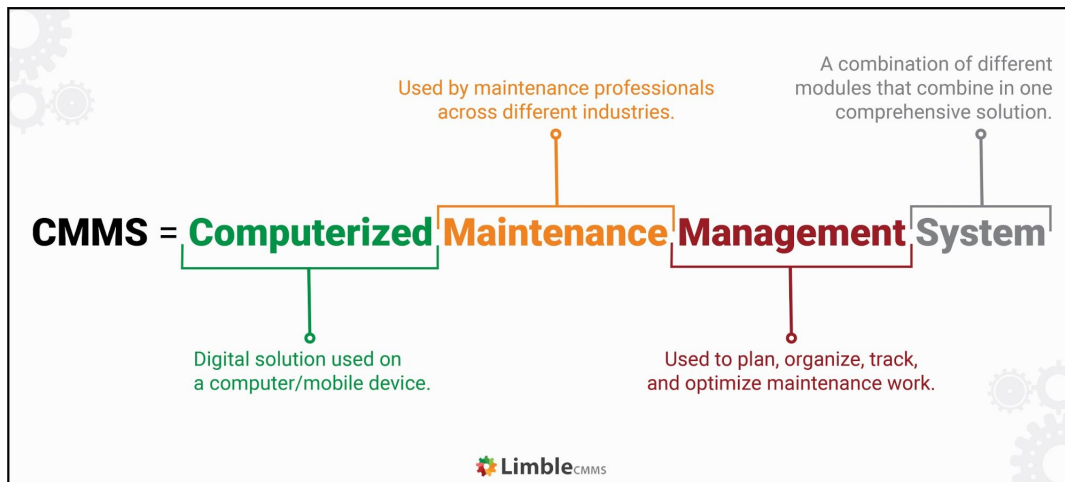 A combination of different
modules that combine in one
comprehensive solution.
Used by maintenance professionals
across different industries.
CMMS = Computerized Maintenance Management System
Digital solution used on
a computer/mobile device.
Used to plan, organize, track,
and optimize maintenance work.
Limble CMMS